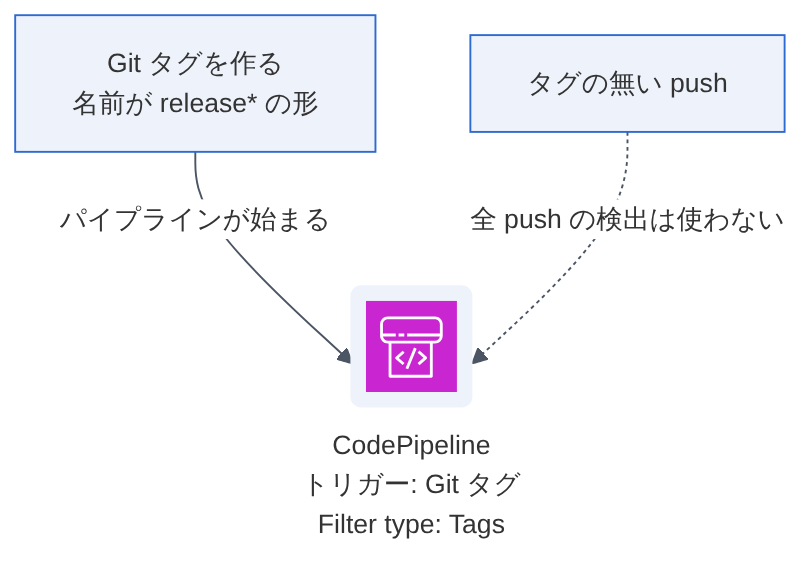 Git タグを作る
名前が release* の形
タグの無い push
パイプラインが始まる
全 push の検出は使わない
CodePipeline
トリガー: Git タグ
Filter type: Tags